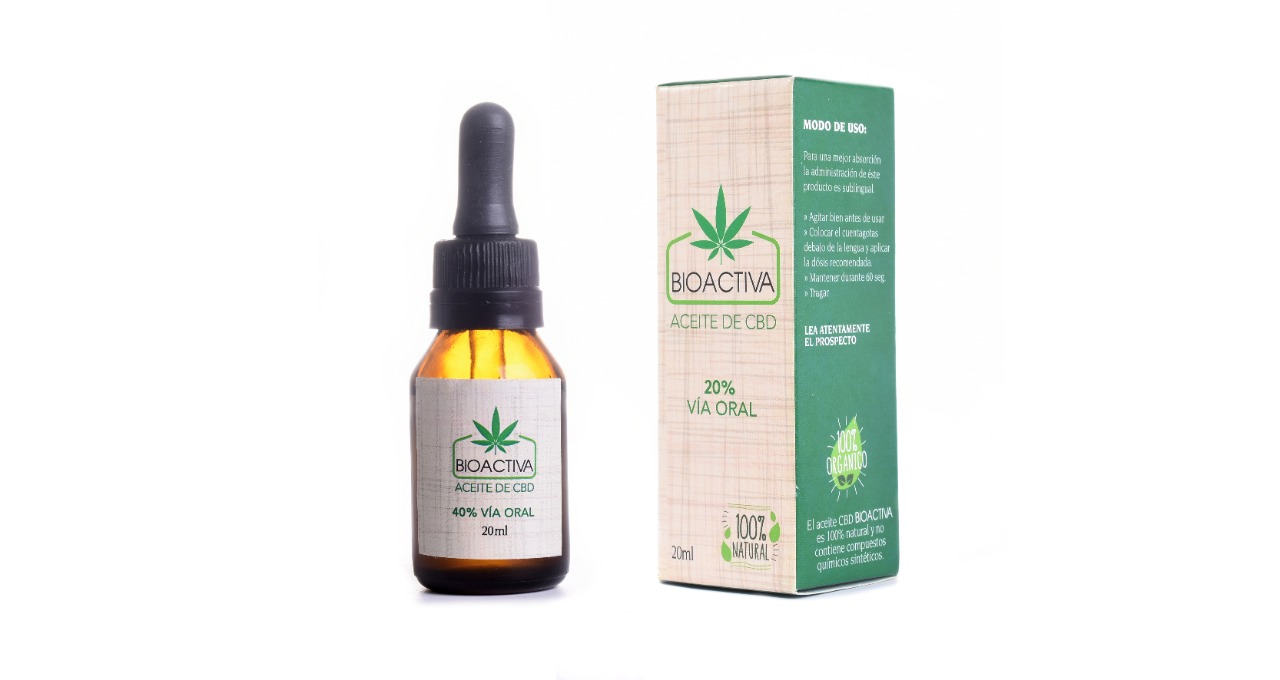 BIOACTIVA
ACEITE DE CBD
40% VÍA ORAL
20ml
BIOACTIVA
ACEITE DE CBD
20%
VÍA ORAL
20ml
100%
NATURAL
MODO DE USO:
Para una mejor absorción
la administración de éste
producto es sublingual.
» Agitar bien antes de usar
» Colocar el cuentagotas
debajo de la lengua y aplicar
la dósis recomendada.
» Mantener durante 60 seg.
» Tragar
LEA ATENTAMENTE
EL PROSPECTO
100%
ORGÁNICO
El aceite CBD BIOACTIVA
es 100% natural y no
contiene compuestos
químicos sintéticos.